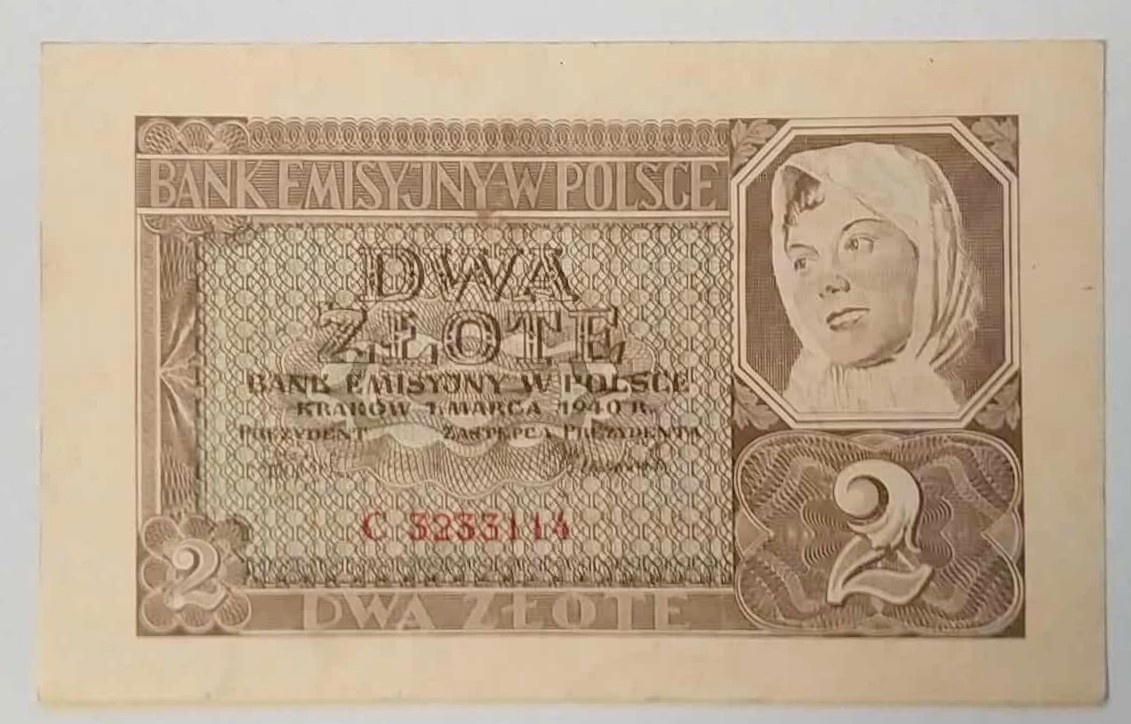 BANK EMISYJNY W POLSCE
DWA
ZŁOTE
BANK EMISYJNY W POLSCE
KRAKÓW 1 MARCA 1940 R.
PREZYDENT ZASTĘPCA PREZYDENTA
C 3233114
2
2
DWA ZŁOTE